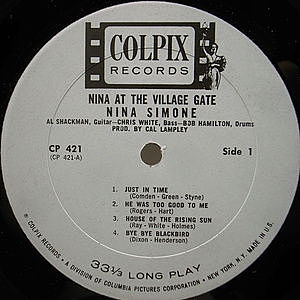 COLPIX
RECORDS
NINA AT THE VILLAGE GATE
NINA SIMONE
AL SHACKMAN, Guitar—CHRIS WHITE, Bass—BOB HAMILTON, Drums
PROD. BY CAL LAMPLEY
CP 421
(CP 421-A)
Side 1
1 JUST IN TIME
(Comden - Green - Styne)
2 HE WAS TOO GOOD TO ME
(Rogers - Hart)
3 HOUSE OF THE RISING SUN
(Ray - White - Holmes)
4 BYE BYE BLACKBIRD
(Dixon - Henderson)
33⅓ LONG PLAY
COLPIX RECORDS • A DIVISION OF COLUMBIA PICTURES CORPORATION • NEW YORK, N.Y. • MADE IN U.S.A.